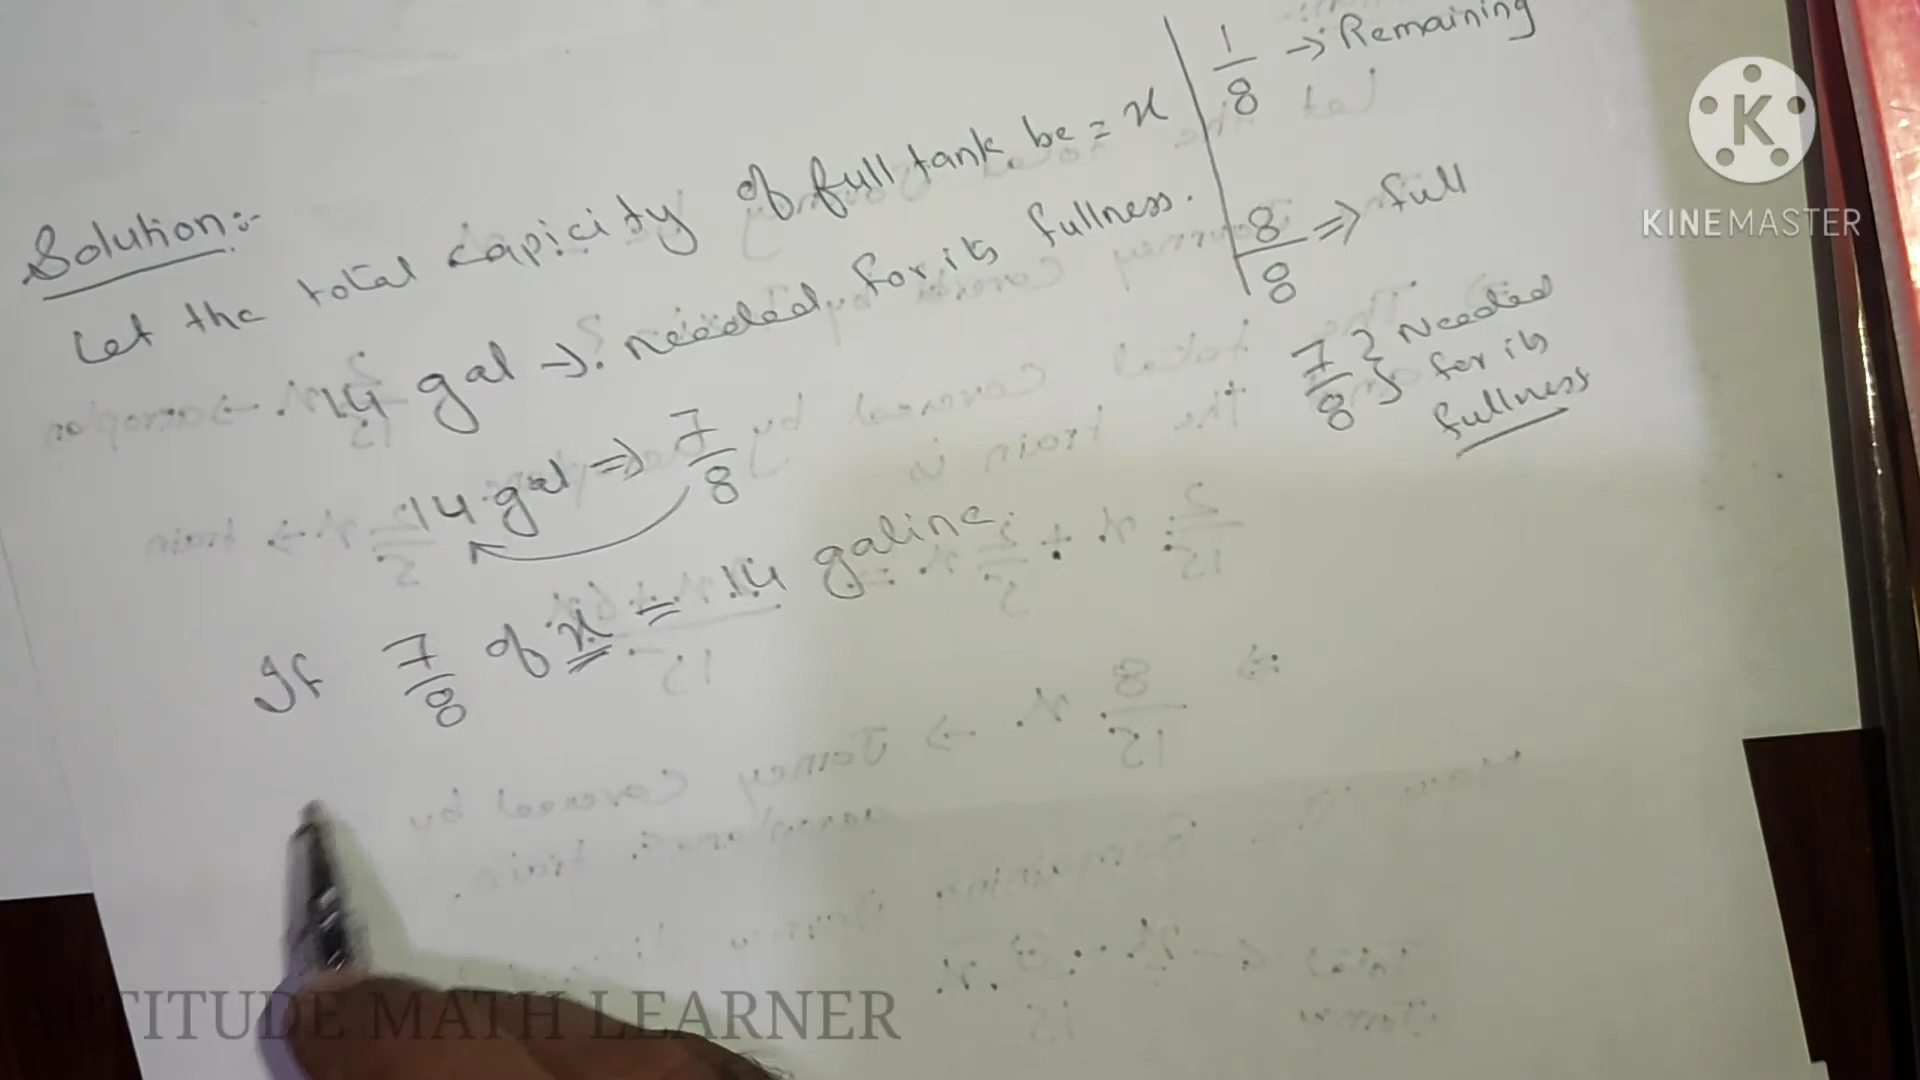 Solution:-
Let the total capicity of full tank be = x
14 gal → needed for its fullness.
14 gal ⇒ 7/8
If 7/8 of x = 14 galine.
1/8 → Remaining
8/8 ⇒ full
7/8 } Needed
for its
fullness
K
KINEMASTER
APTITUDE MATH LEARNER